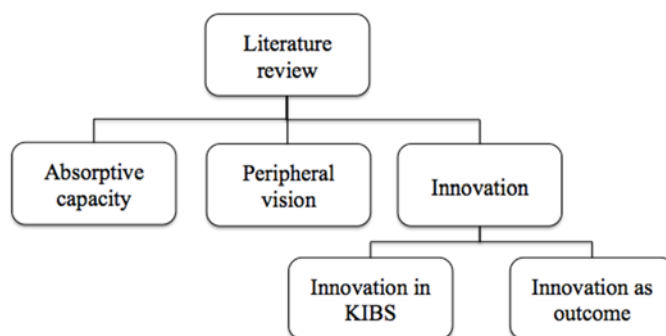 Literature
review
Absorptive
capacity
Peripheral
vision
Innovation
Innovation in
KIBS
Innovation as
outcome